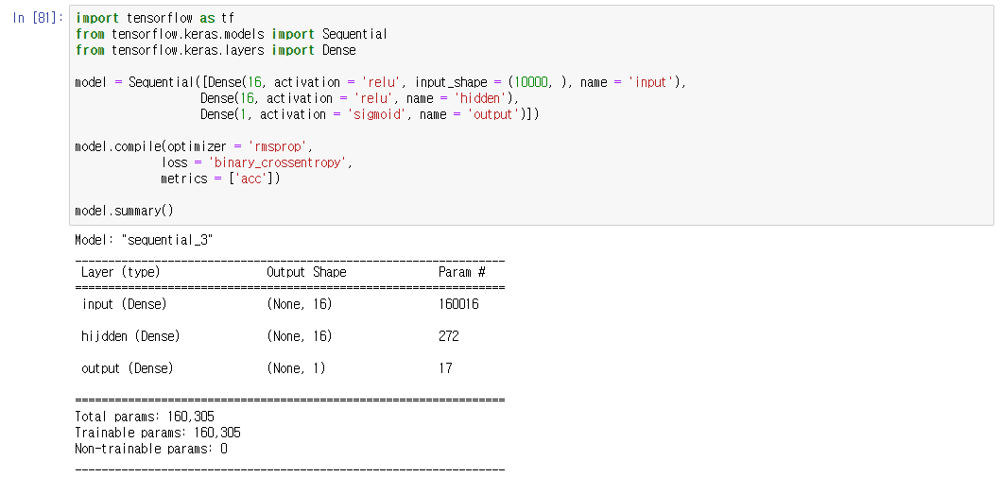 In [81]:
import tensorflow as tf
from tensorflow.keras.models import Sequential
from tensorflow.keras.layers import Dense
model = Sequential([Dense(16, activation = 'relu', input_shape = (10000, ), name = 'input'),
Dense(16, activation = 'relu', name = 'hidden'),
Dense(1, activation = 'sigmoid', name = 'output')])
model.compile(optimizer = 'rmsprop',
loss = 'binary_crossentropy',
metrics = ['acc'])
model.summary()
Model: "sequential_3"
_________________________________________________________________
Layer (type) Output Shape Param #
=================================================================
input (Dense) (None, 16) 160016
hijdden (Dense) (None, 16) 272
output (Dense) (None, 1) 17
=================================================================
Total params: 160,305
Trainable params: 160,305
Non-trainable params: 0
_________________________________________________________________